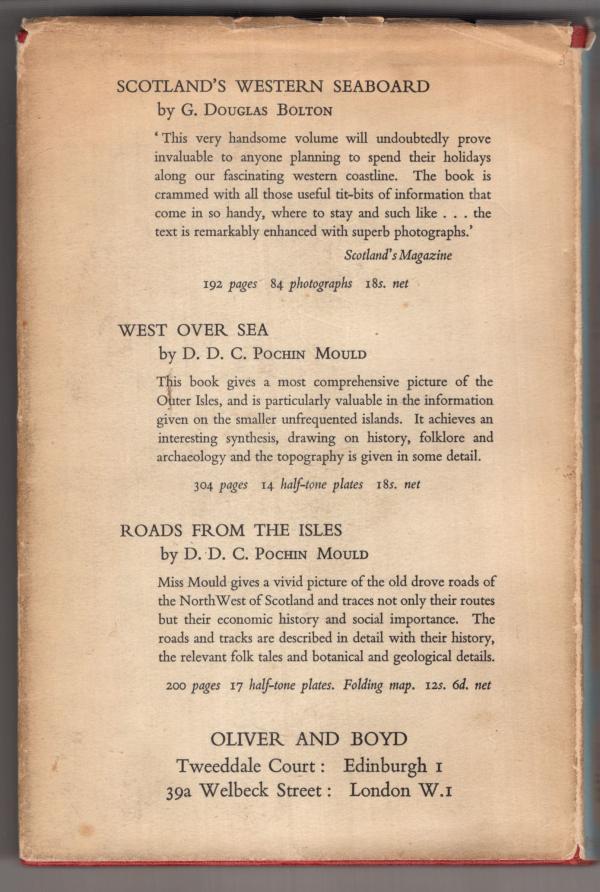 SCOTLAND'S WESTERN SEABOARD
by G. DOUGLAS BOLTON
'This very handsome volume will undoubtedly prove
invaluable to anyone planning to spend their holidays
along our fascinating western coastline. The book is
crammed with all those useful tit-bits of information that
come in so handy, where to stay and such like . . . the
text is remarkably enhanced with superb photographs.'
Scotland's Magazine
192 pages 84 photographs 18s. net
WEST OVER SEA
by D. D. C. POCHIN MOULD
This book gives a most comprehensive picture of the
Outer Isles, and is particularly valuable in the information
given on the smaller unfrequented islands. It achieves an
interesting synthesis, drawing on history, folklore and
archaeology and the topography is given in some detail.
304 pages 14 half-tone plates 18s. net
ROADS FROM THE ISLES
by D. D. C. POCHIN MOULD
Miss Mould gives a vivid picture of the old drove roads of
the North West of Scotland and traces not only their routes
but their economic history and social importance. The
roads and tracks are described in detail with their history,
the relevant folk tales and botanical and geological details.
200 pages 17 half-tone plates. Folding map. 12s. 6d. net
OLIVER AND BOYD
Tweeddale Court : Edinburgh 1
39a Welbeck Street : London W.1